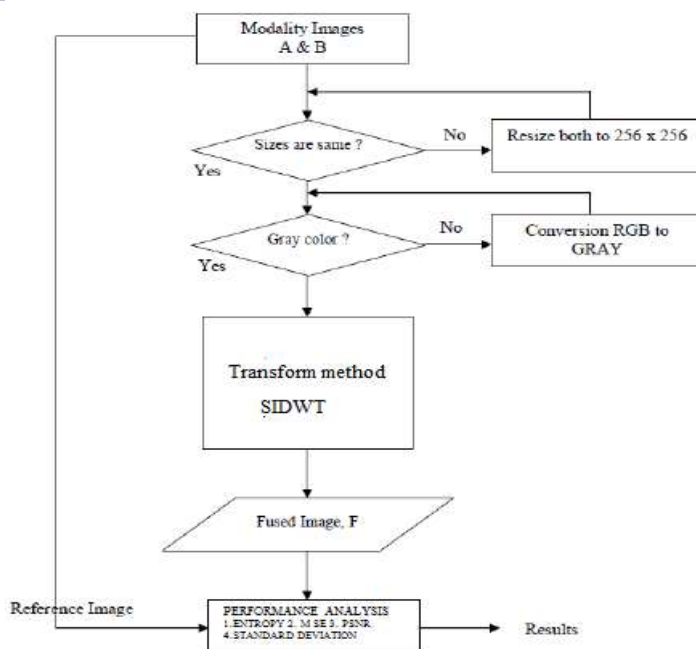 Modality Images
A & B
Sizes are same ?
No
Resize both to 256 x 256
Yes
Gray color ?
No
Conversion RGB to
GRAY
Yes
Transform method
SIDWT
Fused Image, F
Reference Image
PERFORMANCE ANALYSIS
1.ENTROPY 2. M SE 3. PSNR
4.STANDARD DEVIATION
Results